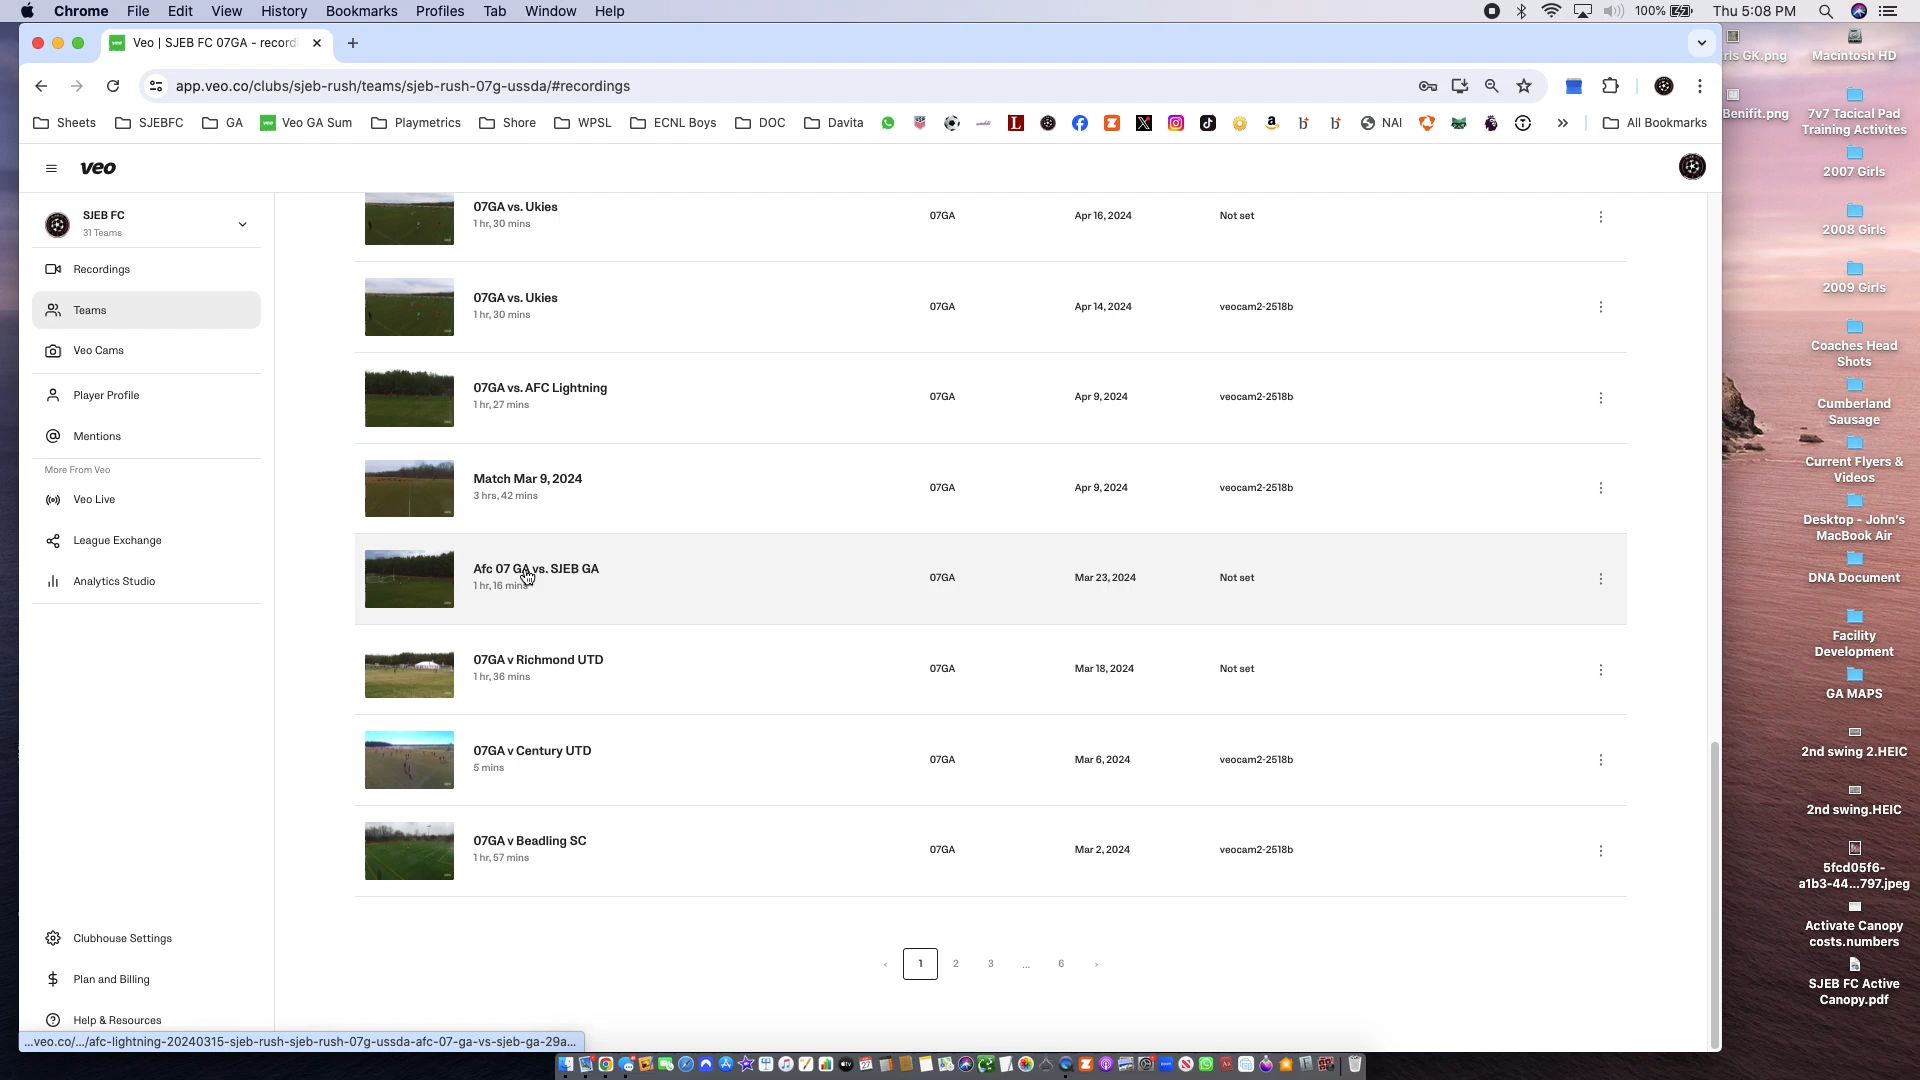 Chrome File Edit View History Bookmarks Profiles Tab Window Help 100% Thu 5:08 PM
Veo | SJEB FC 07GA - recordi
app.veo.co/clubs/sjeb-rush/teams/sjeb-rush-07g-ussda/#recordings
Sheets SJEBFC GA Veo GA Sum Playmetrics Shore WPSL ECNL Boys DOC Davita NAI All Bookmarks
veo
SJEB FC
31 Teams
Recordings
Teams
Veo Cams
Player Profile
Mentions
More From Veo
Veo Live
League Exchange
Analytics Studio
Clubhouse Settings
Plan and Billing
Help & Resources
...veo.co/.../afc-lightning-20240315-sjeb-rush-sjeb-rush-07g-ussda-afc-07-ga-vs-sjeb-ga-29a...
07GA vs. Ukies
1 hr, 30 mins
07GA Apr 16, 2024 Not set
07GA vs. Ukies
1 hr, 30 mins
07GA Apr 14, 2024 veocam2-2518b
07GA vs. AFC Lightning
1 hr, 27 mins
07GA Apr 9, 2024 veocam2-2518b
Match Mar 9, 2024
3 hrs, 42 mins
07GA Apr 9, 2024 veocam2-2518b
Afc 07 GA vs. SJEB GA
1 hr, 16 mins
07GA Mar 23, 2024 Not set
07GA v Richmond UTD
1 hr, 36 mins
07GA Mar 18, 2024 Not set
07GA v Century UTD
5 mins
07GA Mar 6, 2024 veocam2-2518b
07GA v Beadling SC
1 hr, 57 mins
07GA Mar 2, 2024 veocam2-2518b
‹ 1 2 3 ... 6 ›
rls GK.png
Benifit.png
Macintosh HD
7v7 Tacical Pad
Training Activites
2007 Girls
2008 Girls
2009 Girls
Coaches Head
Shots
Cumberland
Sausage
Current Flyers &
Videos
Desktop - John's
MacBook Air
DNA Document
Facility
Development
GA MAPS
2nd swing 2.HEIC
2nd swing.HEIC
5fcd05f6-
a1b3-44...797.jpeg
Activate Canopy
costs.numbers
SJEB FC Active
Canopy.pdf